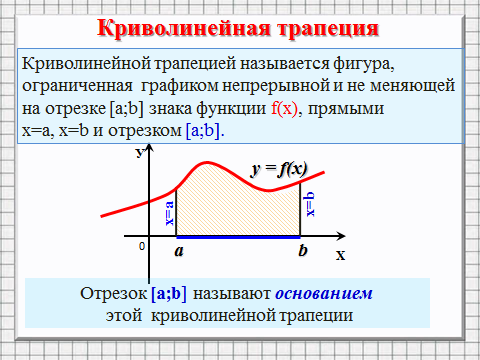 Криволинейная трапеция
Криволинейной трапецией называется фигура,
ограниченная графиком непрерывной и не меняющей
на отрезке [a;b] знака функции f(x), прямыми
x=a, x=b и отрезком [a;b].
У
y = f(x)
x=a
x=b
0
a
b
Х
Отрезок [a;b] называют основанием
этой криволинейной трапеции